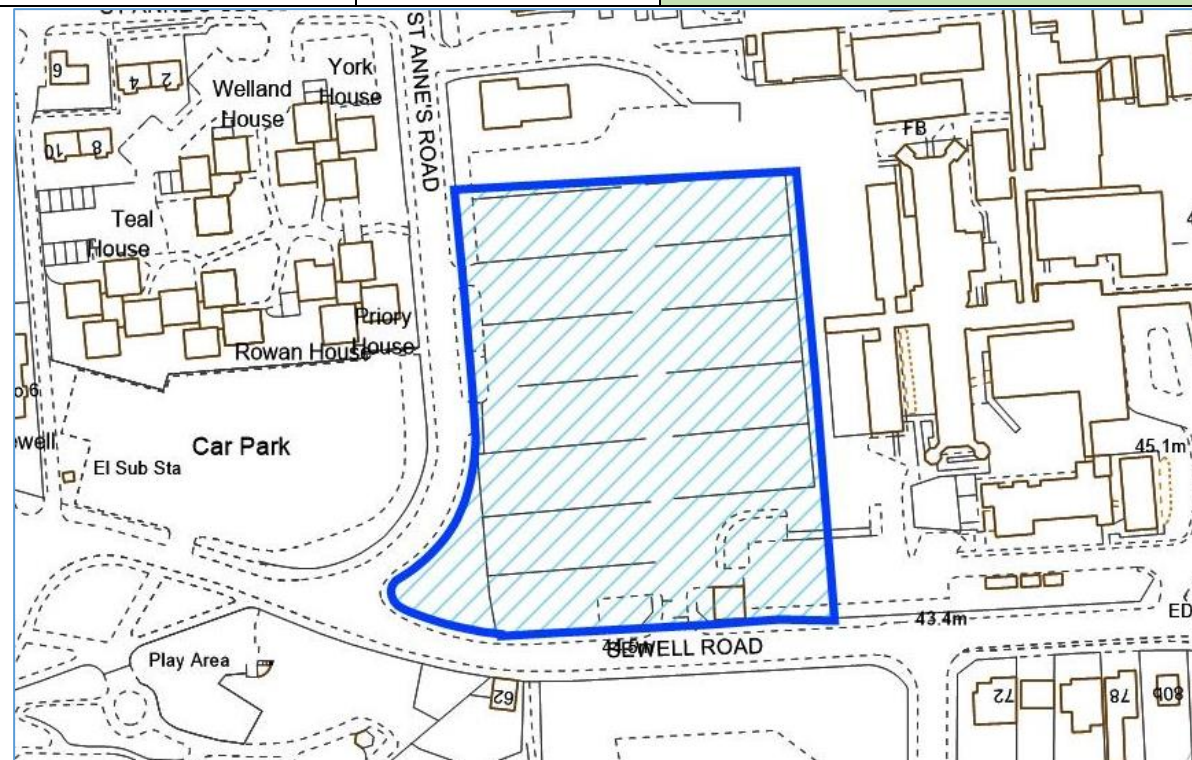 ST ANNE'S ROAD
6
4
2
York
House
Welland
House
10
8
FB
Teal
House
Priory
House
Rowan House
Car Park
El Sub Sta
45.1m
43.4m
ED
SEWELL ROAD
Play Area
62
72
78
80b